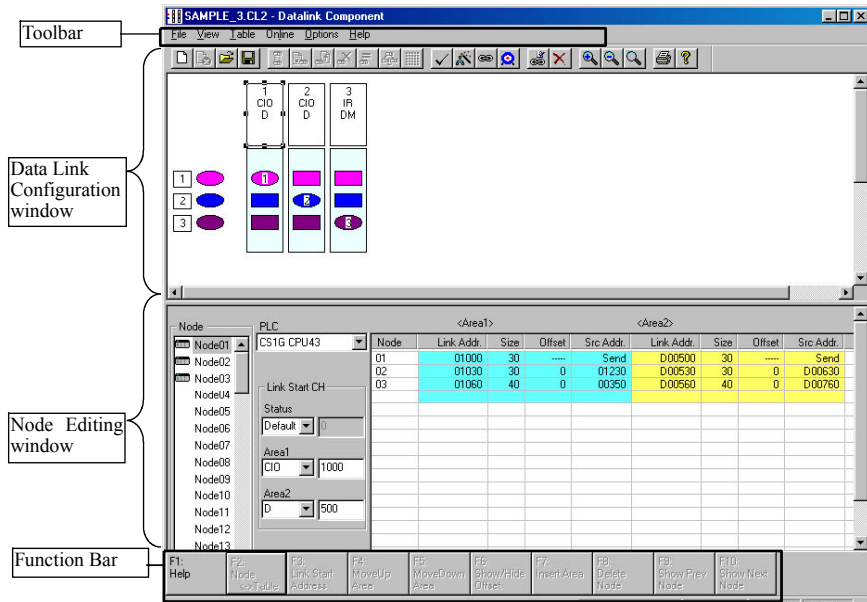 SAMPLE_3.CL2 - Datalink Component
Toolbar
File View Table Online Options Help
1 2 3
CIO CIO IR
D D DM
Data Link
Configuration
window
1 1
2 2
3 3
<Area1> <Area2>
Node PLC
Node01 CS1G CPU43 Node Link Addr. Size Offset Src Addr. Link Addr. Size Offset Src Addr.
01 01000 30 ----- Send D00500 30 ----- Send
Node02 02 01030 30 0 01230 D00530 30 0 D00630
Node03 03 01060 40 0 00350 D00560 40 0 D00760
Node04 Link Start CH
Node05 Status
Node Editing
window
Node06 Default 0
Node07 Area1
Node08 CIO 1000
Node09
Node10 Area2
Node11 D 500
Node12
Node13
Function Bar
F1: F2: F3: F4: F5: F6: F7: F8: F9: F10:
Help Node Link Start MoveUp MoveDown Show/Hide Insert Area Delete Show Prev Show Next
<->Table Address Area Area Offset Node Node Node